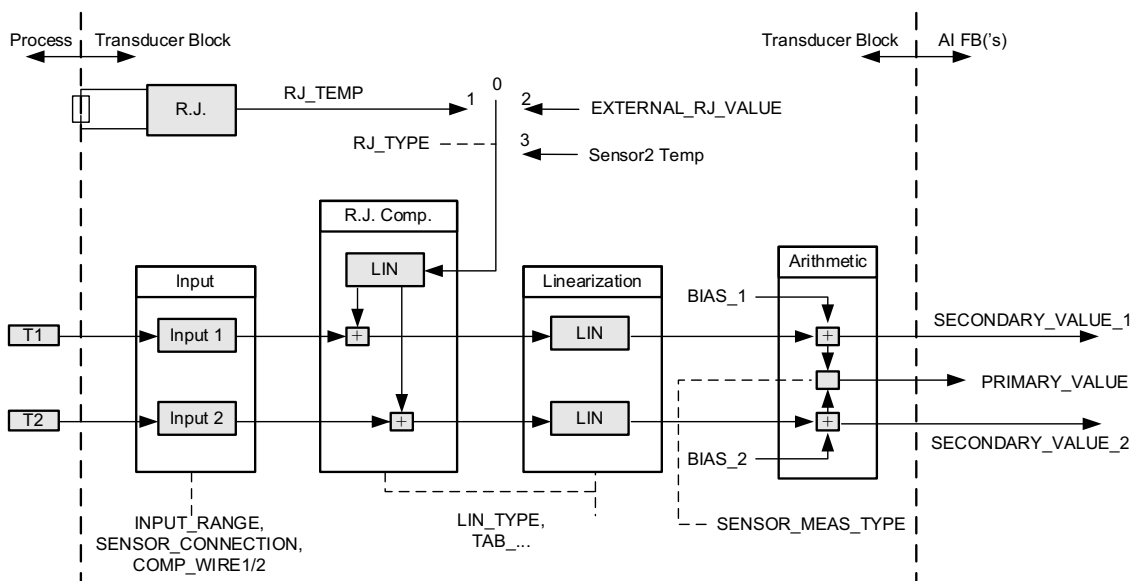 Process
Transducer Block
Transducer Block
AI FB('s)
R.J.
RJ_TEMP
1
0
2
EXTERNAL_RJ_VALUE
RJ_TYPE
3
Sensor2 Temp
R.J. Comp.
LIN
Input
Linearization
Arithmetic
BIAS_1
T1
Input 1
+
LIN
+
SECONDARY_VALUE_1
PRIMARY_VALUE
T2
Input 2
+
LIN
+
SECONDARY_VALUE_2
BIAS_2
INPUT_RANGE,
SENSOR_CONNECTION,
COMP_WIRE1/2
LIN_TYPE,
TAB_...
SENSOR_MEAS_TYPE